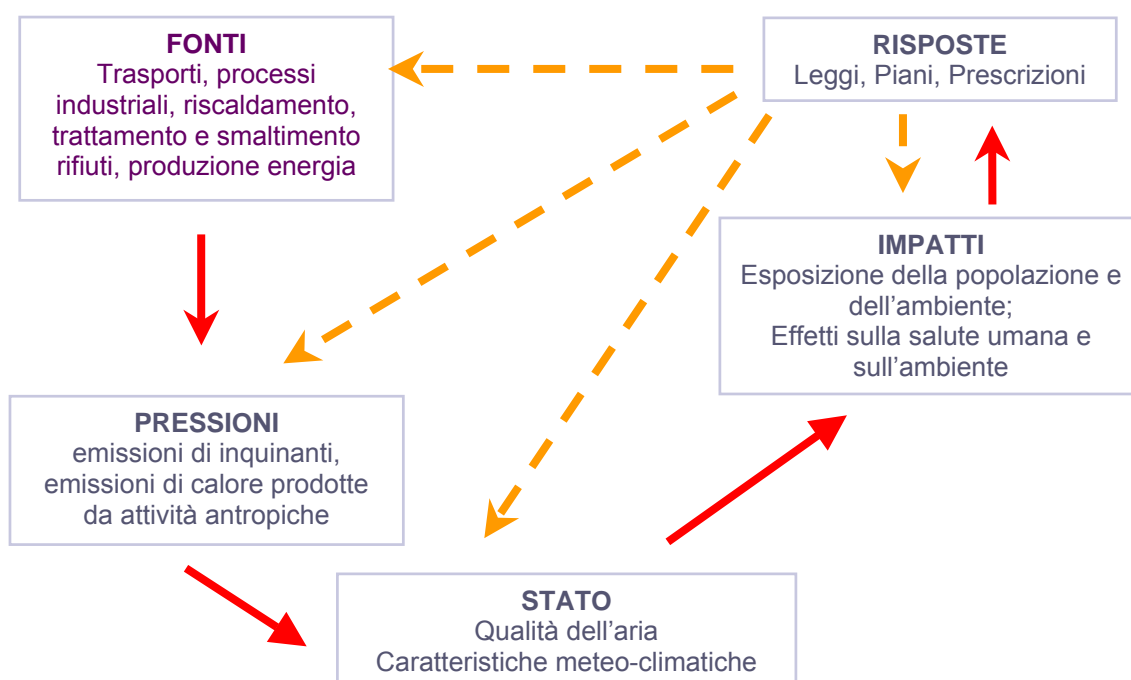 FONTI
Trasporti, processi
industriali, riscaldamento,
trattamento e smaltimento
rifiuti, produzione energia
RISPOSTE
Leggi, Piani, Prescrizioni
IMPATTI
Esposizione della popolazione e
dell’ambiente;
Effetti sulla salute umana e
sull’ambiente
PRESSIONI
emissioni di inquinanti,
emissioni di calore prodotte
da attività antropiche
STATO
Qualità dell’aria
Caratteristiche meteo-climatiche